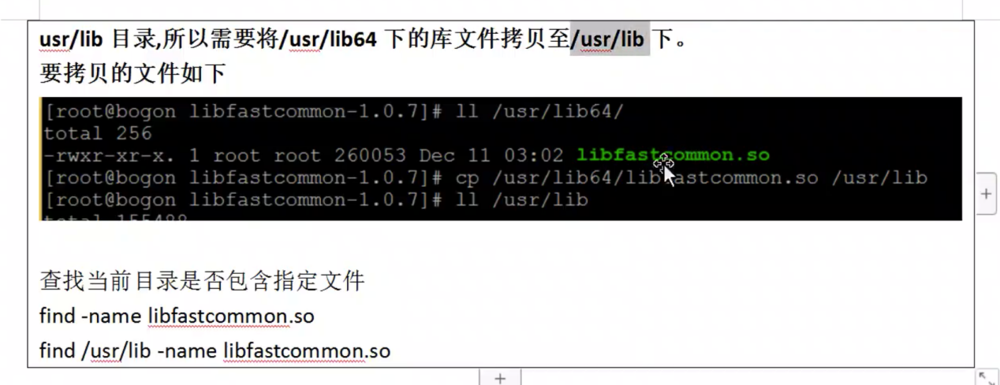 usr/lib 目录,所以需要将/usr/lib64 下的库文件拷贝至/usr/lib 下。
要拷贝的文件如下
[root@bogon libfastcommon-1.0.7]# ll /usr/lib64/
total 256
-rwxr-xr-x. 1 root root 260053 Dec 11 03:02 libfastcommon.so
[root@bogon libfastcommon-1.0.7]# cp /usr/lib64/libfastcommon.so /usr/lib
[root@bogon libfastcommon-1.0.7]# ll /usr/lib
total 155488
查找当前目录是否包含指定文件
find -name libfastcommon.so
find /usr/lib -name libfastcommon.so